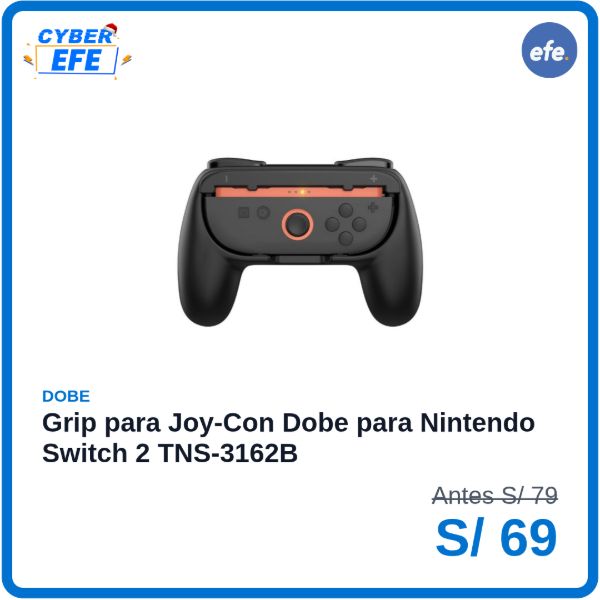 CYBER
EFE
efe.
DOBE
Grip para Joy-Con Dobe para Nintendo
Switch 2 TNS-3162B
Antes S/ 79
S/ 69